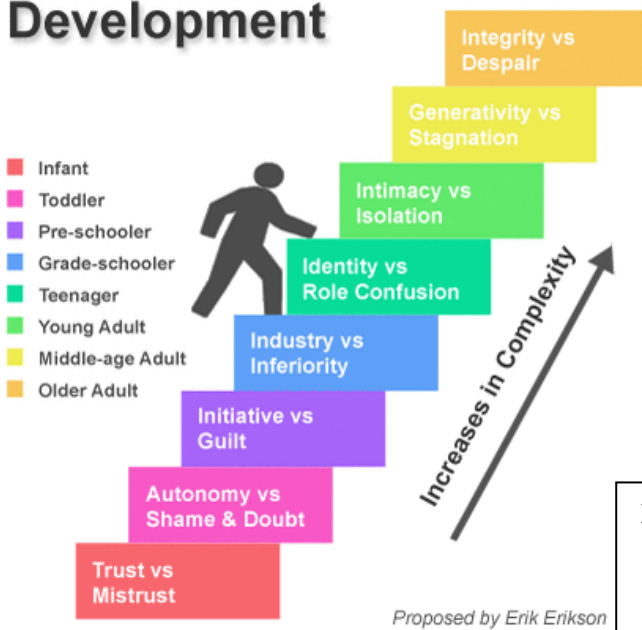 Development
Integrity vs
Despair
Generativity vs
Stagnation
Infant
Toddler
Pre-schooler
Grade-schooler
Teenager
Young Adult
Middle-age Adult
Older Adult
Intimacy vs
Isolation
Identity vs
Role Confusion
Industry vs
Inferiority
Initiative vs
Guilt
Autonomy vs
Shame & Doubt
Trust vs
Mistrust
Increases in Complexity
Proposed by Erik Erikson